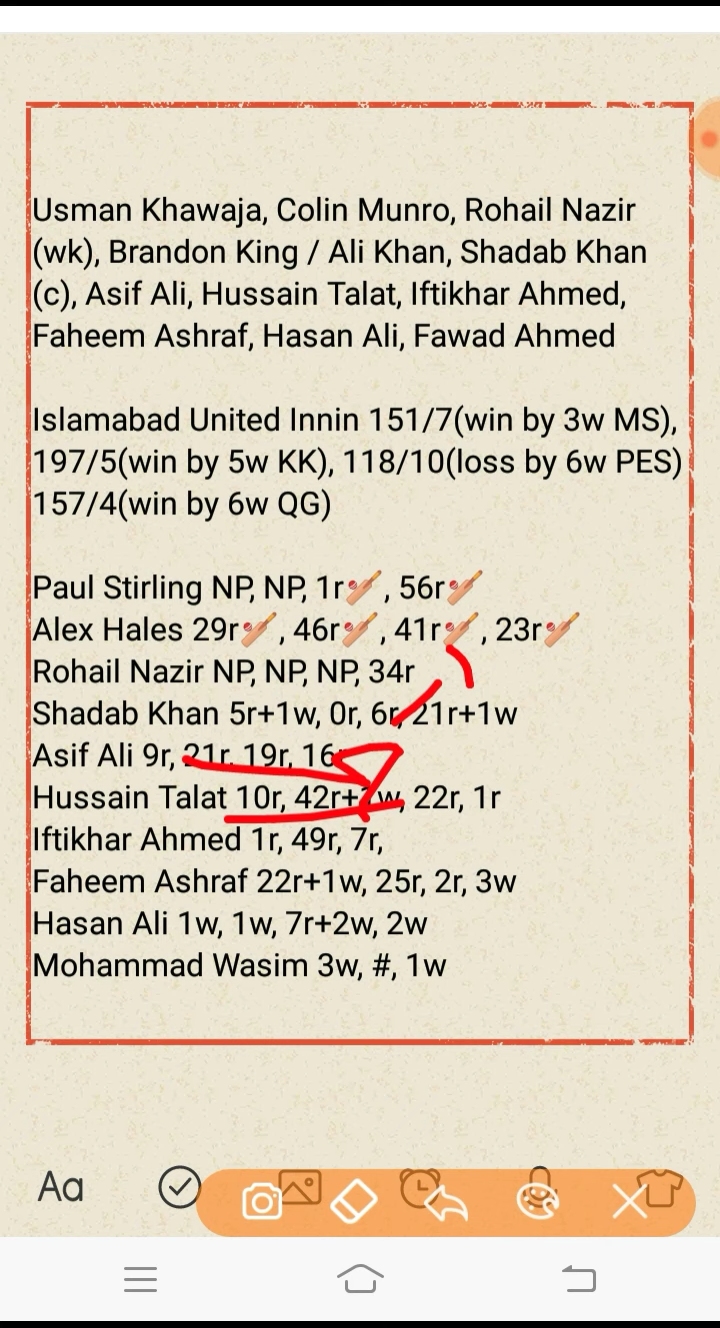 Usman Khawaja, Colin Munro, Rohail Nazir
(wk), Brandon King / Ali Khan, Shadab Khan
(c), Asif Ali, Hussain Talat, Iftikhar Ahmed,
Faheem Ashraf, Hasan Ali, Fawad Ahmed
Islamabad United Innin 151/7(win by 3w MS),
197/5(win by 5w KK), 118/10(loss by 6w PES)
157/4(win by 6w QG)
Paul Stirling NP, NP, 1r🏏, 56r🏏
Alex Hales 29r🏏, 46r🏏, 41r🏏, 23r🏏
Rohail Nazir NP, NP, NP, 34r
Shadab Khan 5r+1w, 0r, 6r, 21r+1w
Asif Ali 9r, 21r, 19r,
Hussain Talat 10r, 22r, 1r
Iftikhar Ahmed 1r, 49r, 7r,
Faheem Ashraf 22r+1w, 25r, 2r, 3w
Hasan Ali 1w, 1w, 7r+2w, 2w
Mohammad Wasim 3w, #, 1w
Aa